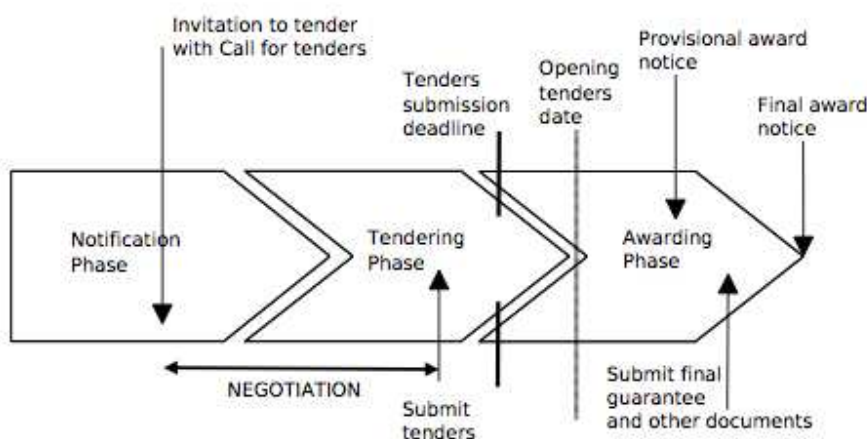 Invitation to tender
with Call for tenders
Tenders
submission
deadline
Opening
tenders
date
Provisional award
notice
Final award
notice
Notification
Phase
Tendering
Phase
Awarding
Phase
NEGOTIATION
Submit
tenders
Submit final
guarantee
and other documents